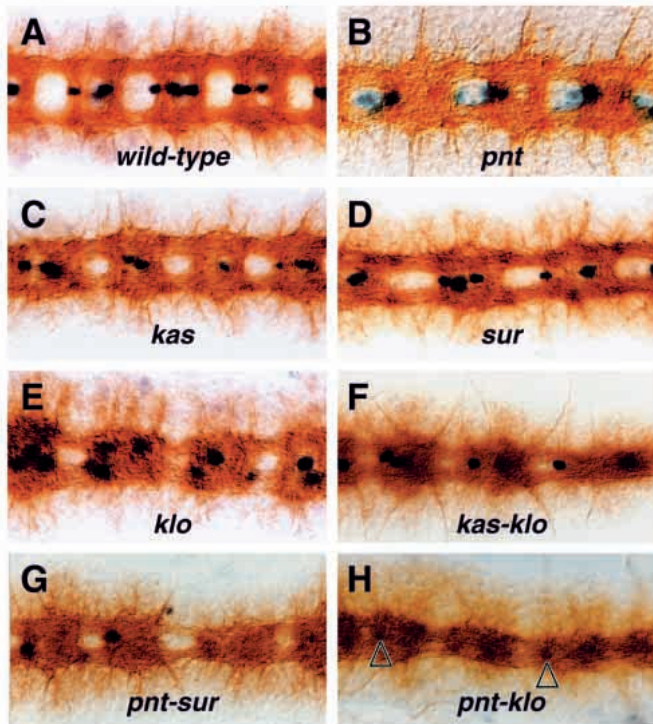 A
wild-type
B
pnt
C
kas
D
sur
E
klo
F
kas-klo
G
pnt-sur
H
pnt-klo